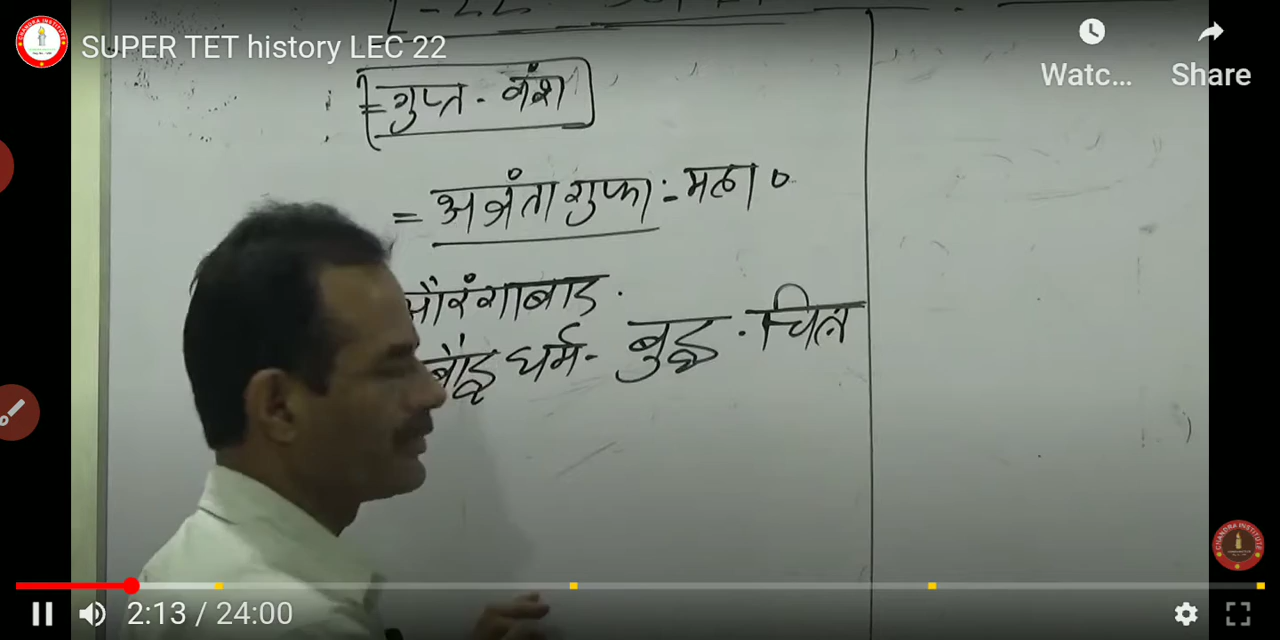 SUPER TET history LEC 22
Watc...
Share
= गुप्त - वंश
= अजंता गुफा :- महा०
औरंगाबाद.
बौद्ध धर्म - बुद्ध . चित्र
2:13 / 24:00